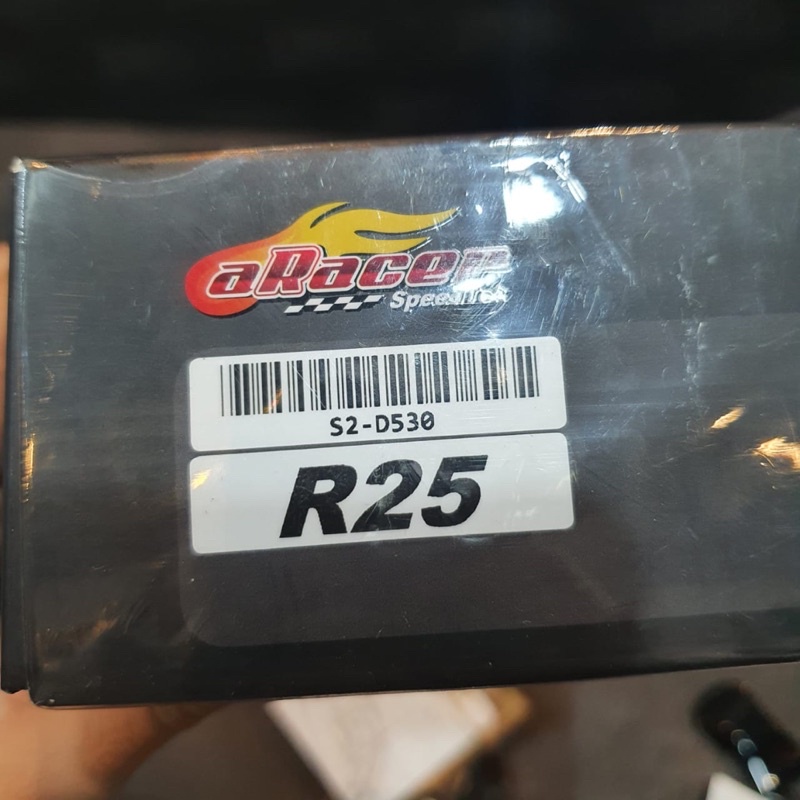 aRacer
SpeedTek
S2-D530
R25